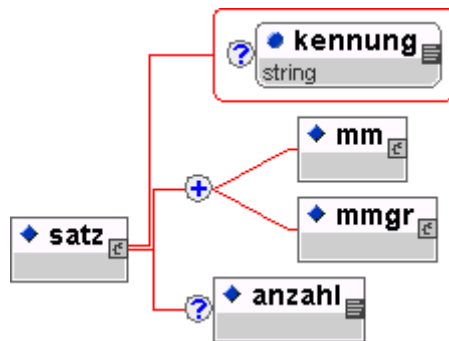 kennung
string
mm
mmgr
satz
anzahl